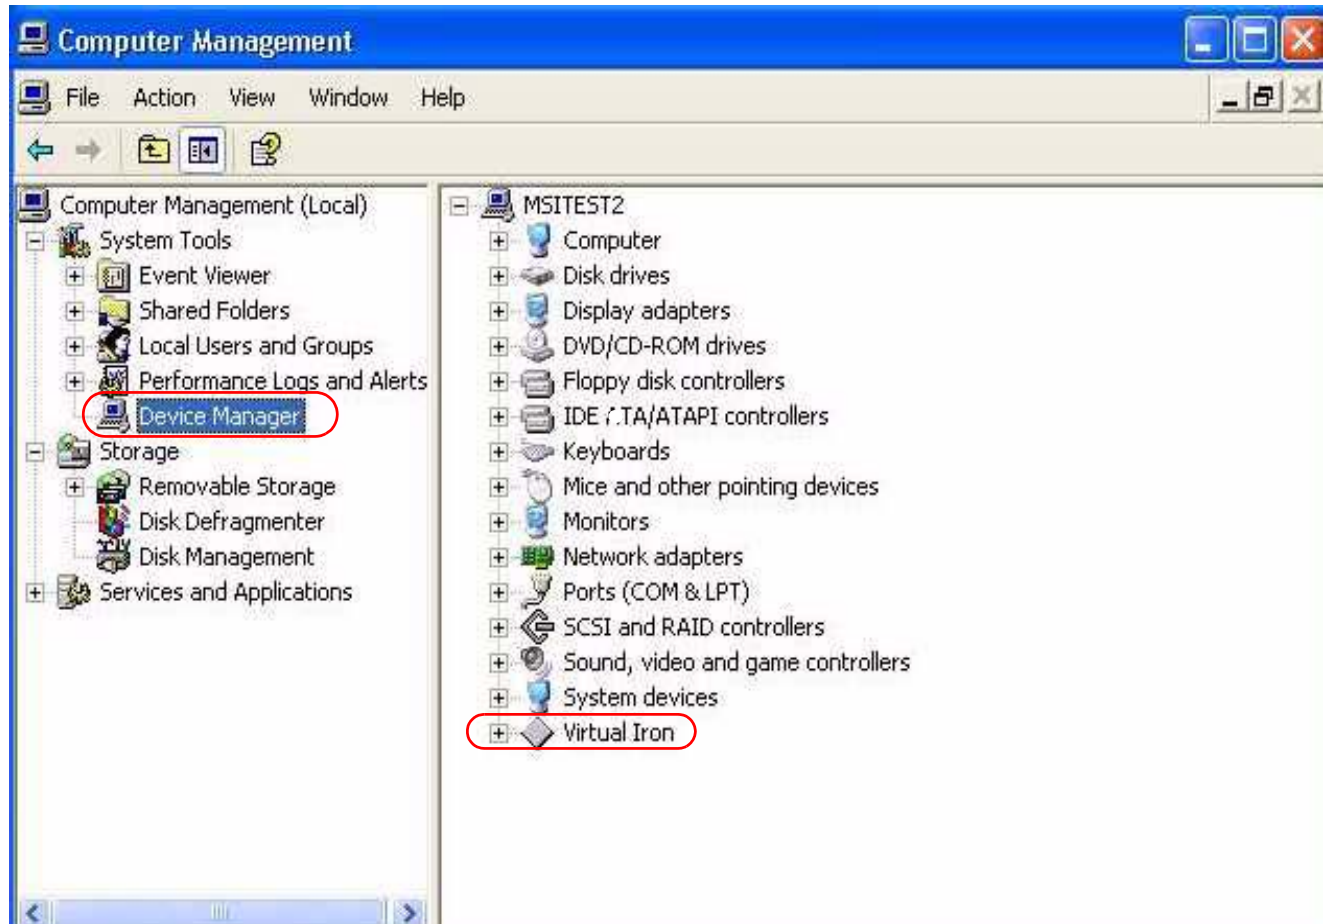 Computer Management
File Action View Window Help
Computer Management (Local)
System Tools
Event Viewer
Shared Folders
Local Users and Groups
Performance Logs and Alerts
Device Manager
Storage
Removable Storage
Disk Defragmenter
Disk Management
Services and Applications
MSITEST2
Computer
Disk drives
Display adapters
DVD/CD-ROM drives
Floppy disk controllers
IDE ATA/ATAPI controllers
Keyboards
Mice and other pointing devices
Monitors
Network adapters
Ports (COM & LPT)
SCSI and RAID controllers
Sound, video and game controllers
System devices
Virtual Iron